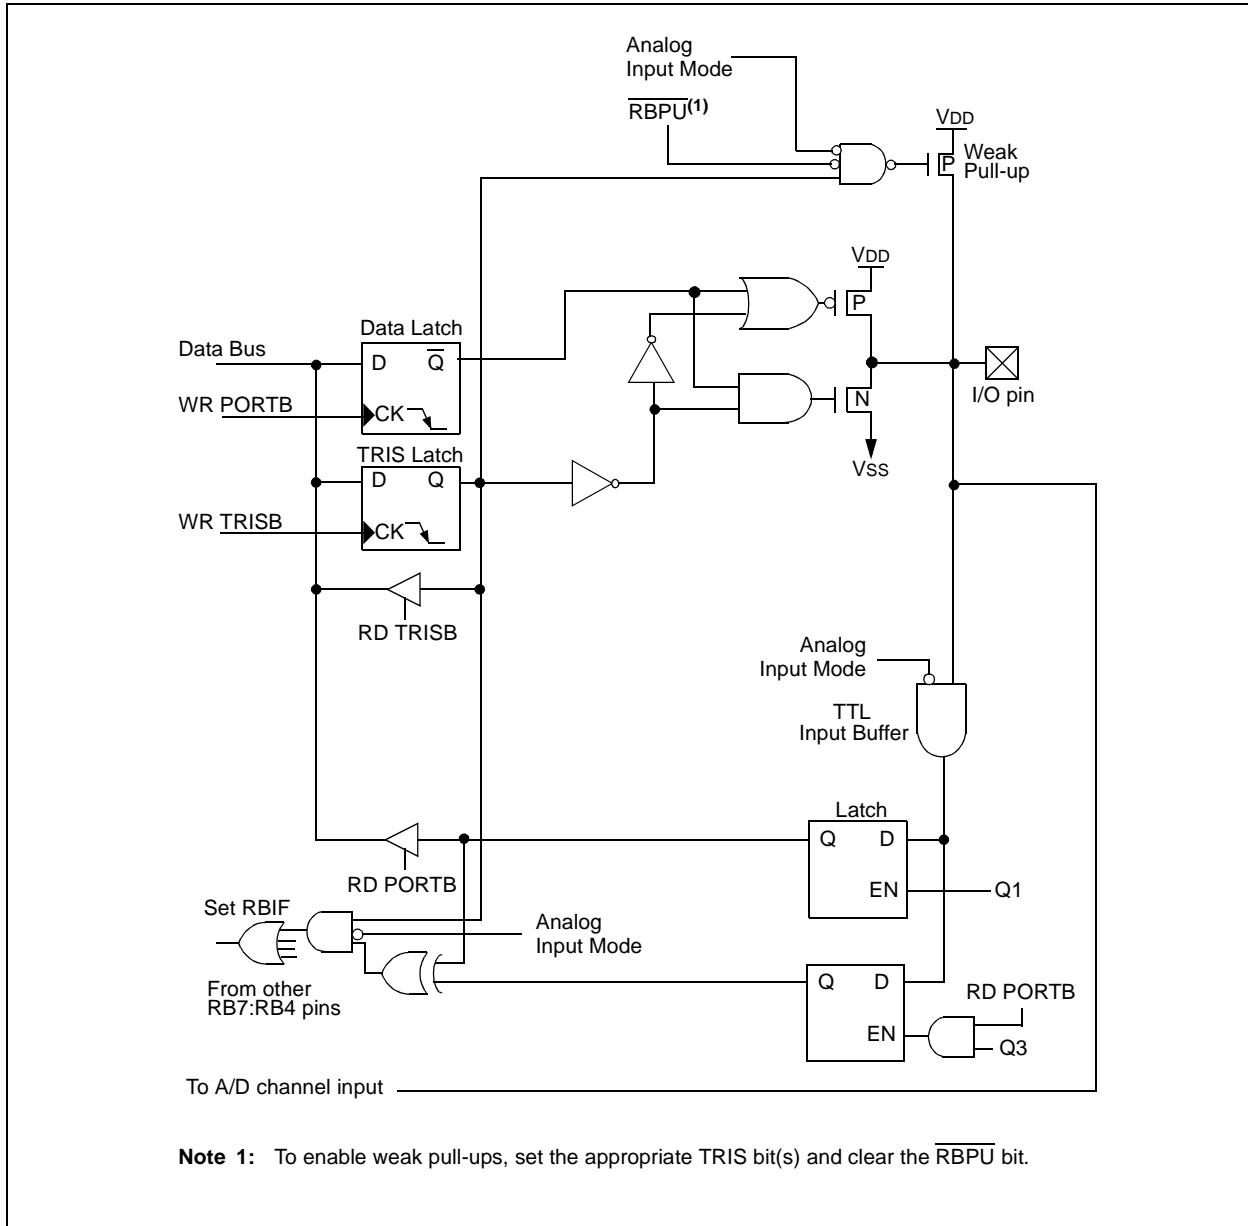 Analog
Input Mode
RBPU(1)
VDD
Weak
Pull-up
P
VDD
P
Data Latch
Data Bus
D
Q
WR PORTB
CK
I/O pin
N
VSS
TRIS Latch
D
Q
WR TRISB
CK
RD TRISB
Analog
Input Mode
TTL
Input Buffer
Latch
Q
D
EN
Q1
RD PORTB
Set RBIF
Analog
Input Mode
From other
RB7:RB4 pins
Q
D
EN
RD PORTB
Q3
To A/D channel input
Note 1: To enable weak pull-ups, set the appropriate TRIS bit(s) and clear the RBPU bit.